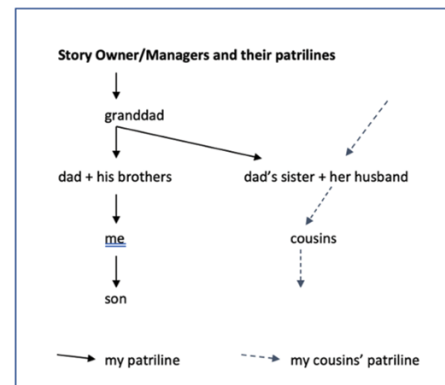 Story Owner/Managers and their patrilines
granddad
dad + his brothers dad's sister + her husband
me cousins
son
my patriline my cousins' patriline